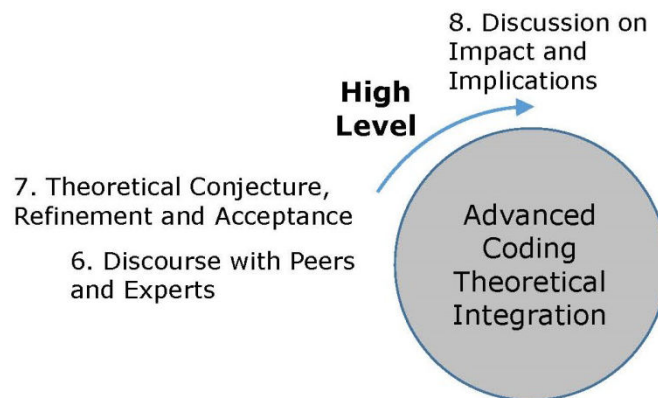 8. Discussion on
Impact and
Implications
High
Level
7. Theoretical Conjecture,
Refinement and Acceptance
6. Discourse with Peers
and Experts
Advanced
Coding
Theoretical
Integration